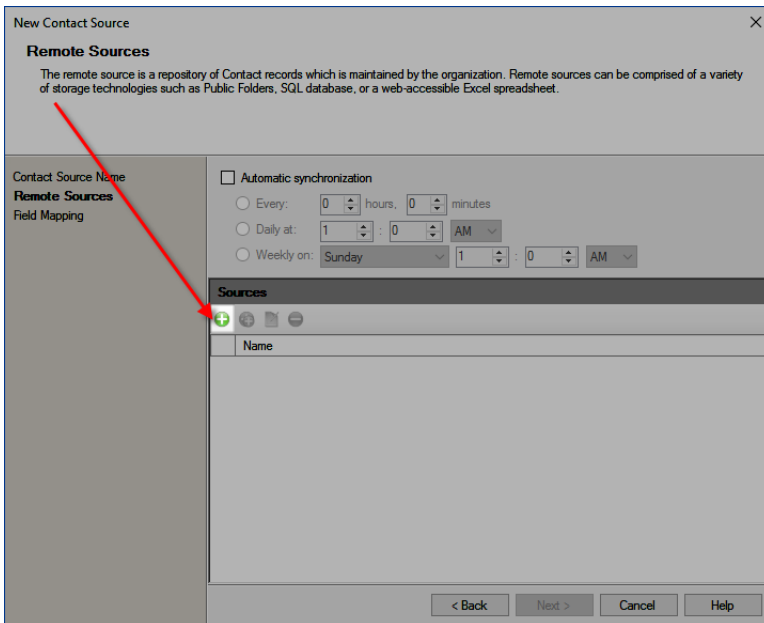 New Contact Source
Remote Sources
The remote source is a repository of Contact records which is maintained by the organization. Remote sources can be comprised of a variety
of storage technologies such as Public Folders, SQL database, or a web-accessible Excel spreadsheet.
Contact Source Name
Remote Sources
Field Mapping
Automatic synchronization
Every: 0 hours, 0 minutes
Daily at: 1 : 0 AM
Weekly on: Sunday 1 : 0 AM
Sources
Name
< Back Next > Cancel Help